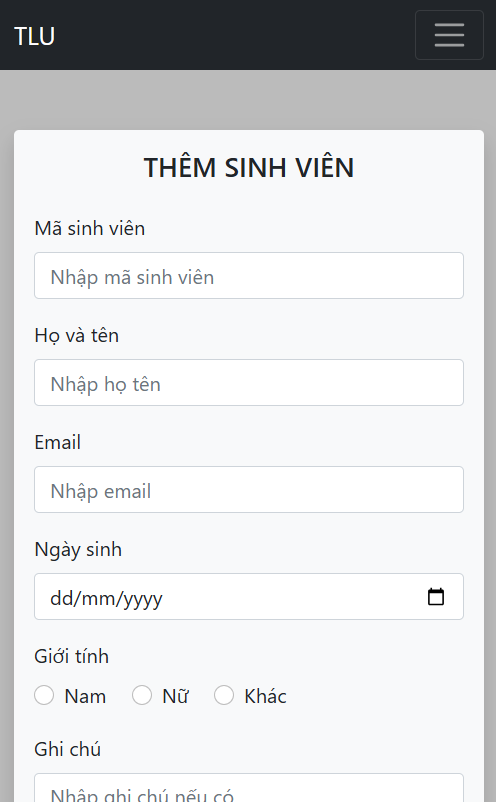 TLU
THÊM SINH VIÊN
Mã sinh viên
Nhập mã sinh viên
Họ và tên
Nhập họ tên
Email
Nhập email
Ngày sinh
dd/mm/yyyy
Giới tính
Nam Nữ Khác
Ghi chú
Nhập ghi chú nếu có